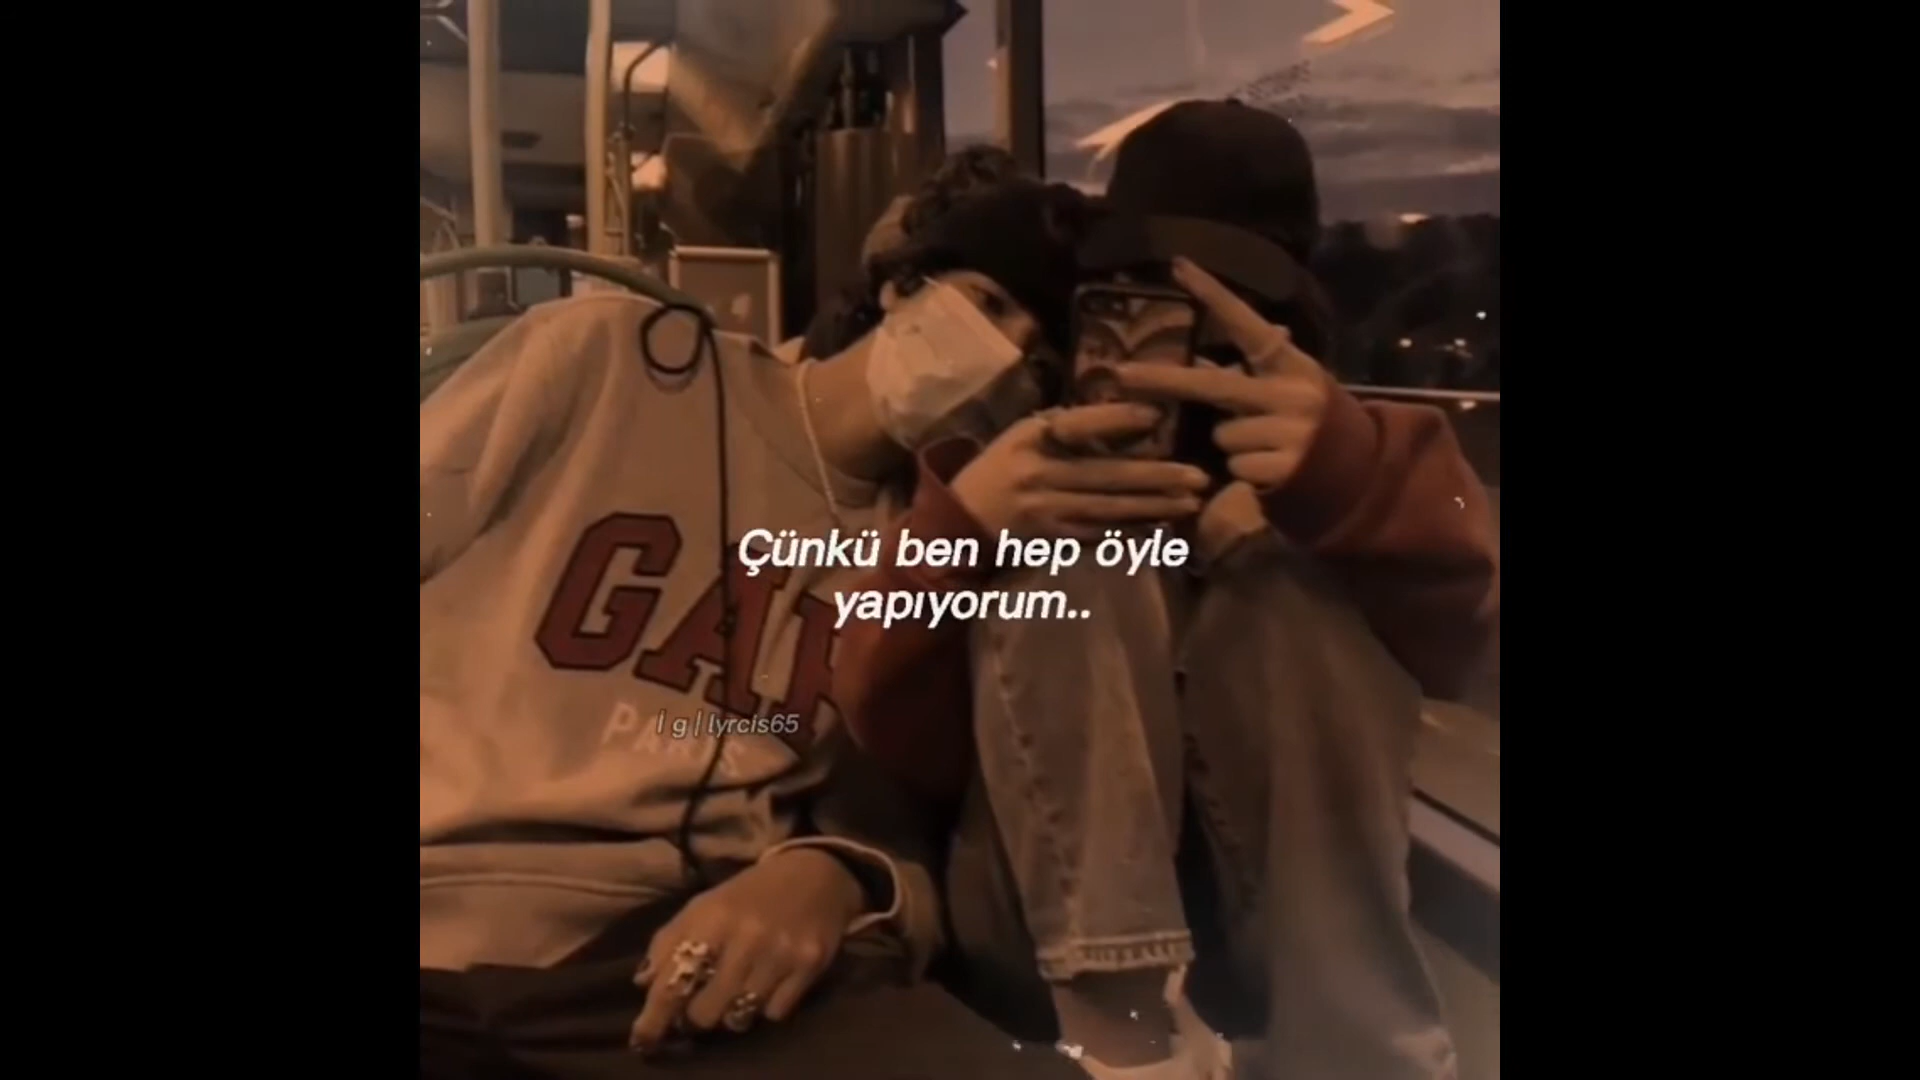 Çünkü ben hep öyle
yapıyorum..
GAP
PARIS
İ g | lyrcis65